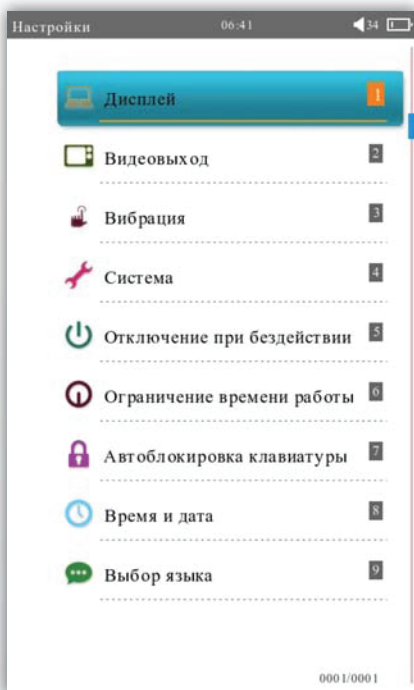 Настройки 06:41 34
Дисплей 1
Видеовыход 2
Вибрация 3
Система 4
Отключение при бездействии 5
Ограничение времени работы 6
Автоблокировка клавиатуры 7
Время и дата 8
Выбор языка 9
0001/0001